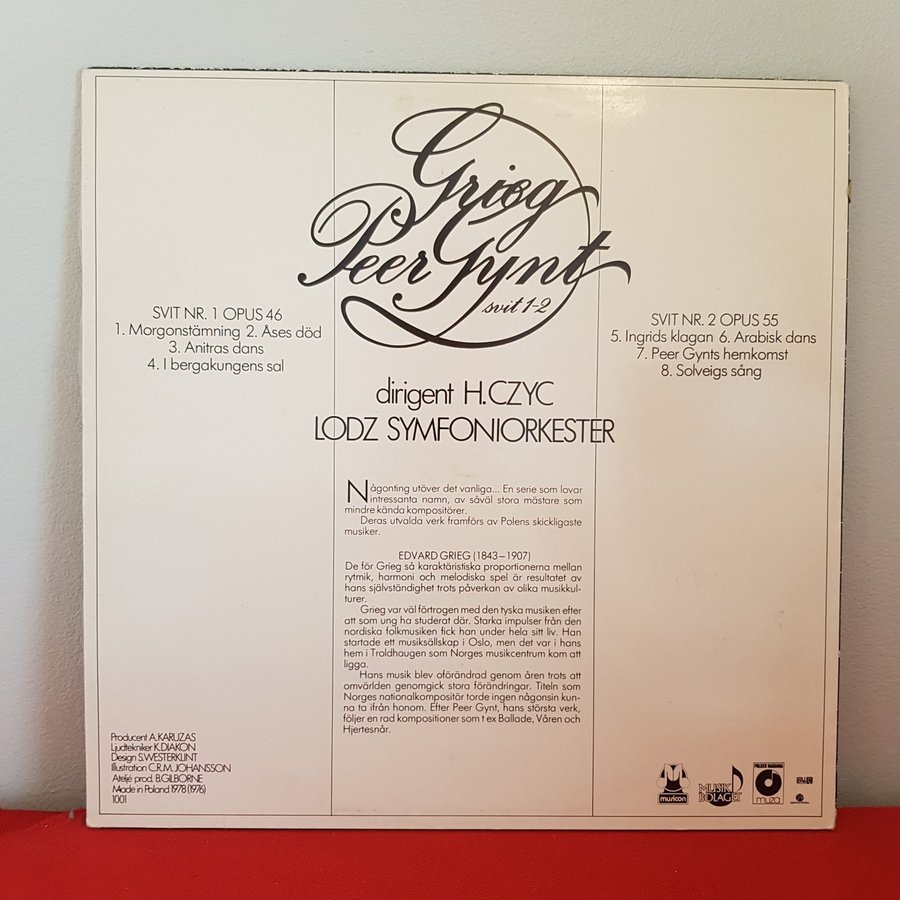 Grieg
Peer Gynt
svit 1-2
SVIT NR. 1 OPUS 46
1. Morgonstämning 2. Åses död
3. Anitras dans
4. I bergakungens sal
SVIT NR. 2 OPUS 55
5. Ingrids klagan 6. Arabisk dans
7. Peer Gynts hemkomst
8. Solveigs sång
dirigent H. CZYC
LODZ SYMFONIORKESTER
Någonting utöver det vanliga... En serie som lovar
intressanta namn, av såväl stora mästare som
mindre kända kompositörer.
Deras utvalda verk framförs av Polens skickligaste
musiker.
EDVARD GRIEG (1843–1907)
De för Grieg så karaktäristiska proportionerna mellan
rytmik, harmoni och melodiska spel är resultatet av
hans självständighet trots påverkan av olika musikkul-
turer.
Grieg var väl förtrogen med den tyska musiken efter
att som ung ha studerat där. Starka impulser från den
nordiska folkmusiken fick han under hela sitt liv. Han
startade ett musiksällskap i Oslo, men det var i hans
hem i Troldhaugen som Norges musikcentrum kom att
ligga.
Hans musik blev oförändrad genom åren trots att
omvärlden genomgick stora förändringar. Titeln som
Norges nationalkompositör torde ingen någonsin kun-
na ta ifrån honom. Efter Peer Gynt, hans största verk,
följer en rad kompositioner som t ex Ballade, Våren och
Hjertesnår.
Producent A. KARUZAS
Ljudtekniker K. DIAKON
Design S. WESTERKLINT
Illustration C.R.M. JOHANSSON
Ateljé prod. B. GILBORNE
Made in Poland 1978 (1976)
1001
musicon
MUSIK
BOLAGET
POLSKIE NAGRANIA
muza